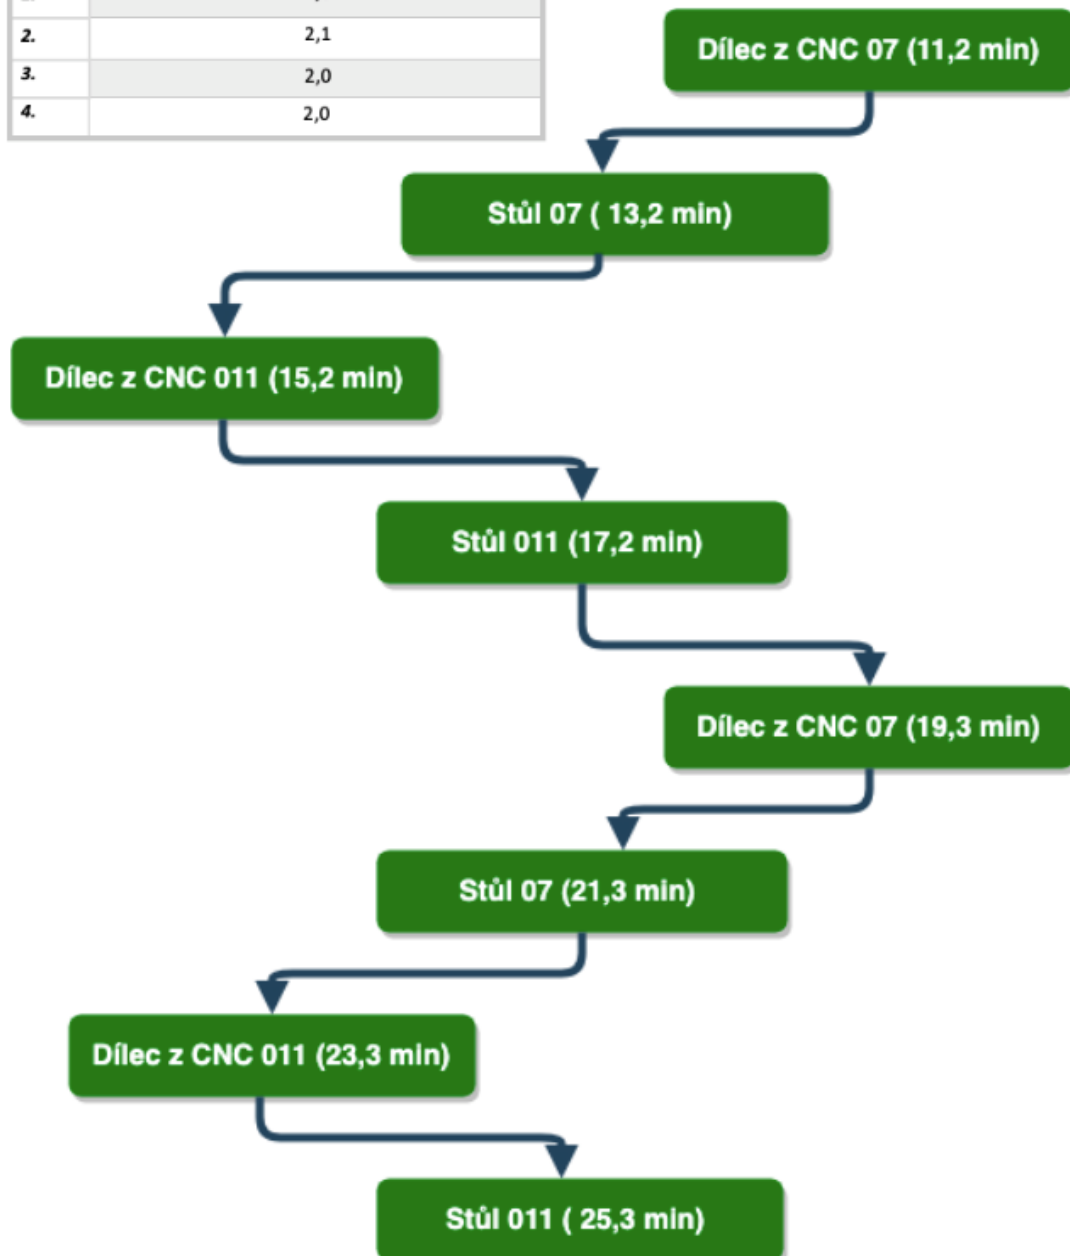 2. 2,1
3. 2,0
4. 2,0
Dílec z CNC 07 (11,2 min)
Stůl 07 ( 13,2 min)
Dílec z CNC 011 (15,2 min)
Stůl 011 (17,2 min)
Dílec z CNC 07 (19,3 min)
Stůl 07 (21,3 min)
Dílec z CNC 011 (23,3 min)
Stůl 011 ( 25,3 min)